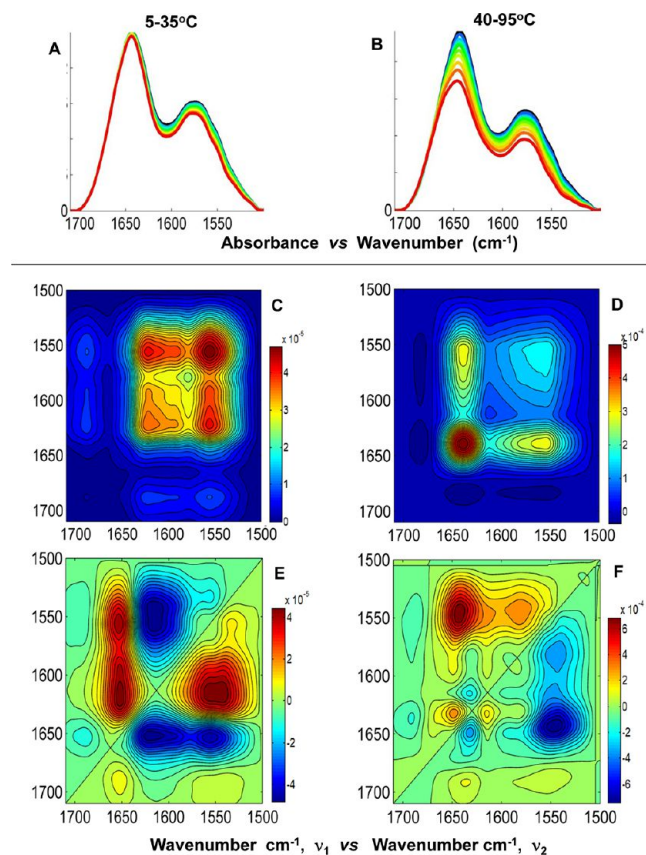 5-35ºC 40-95ºC
A B
0 0
1700 1650 1600 1550 1700 1650 1600 1550
Absorbance vs Wavenumber (cm⁻¹)
1500 1500
C D
x 10⁻⁵ x 10⁻⁴
1550 1550
1600 1600
1650 1650
1700 1700
4 3 2 1 0
5 4 3 2 1 0
1700 1650 1600 1550 1500 1700 1650 1600 1550 1500
1500 1500
E F
x 10⁻⁵ x 10⁻⁴
1550 1550
1600 1600
1650 1650
1700 1700
4 2 0 -2 -4
6 4 2 0 -2 -4 -6
1700 1650 1600 1550 1500 1700 1650 1600 1550 1500
Wavenumber cm⁻¹, ν₁ vs Wavenumber cm⁻¹, ν₂